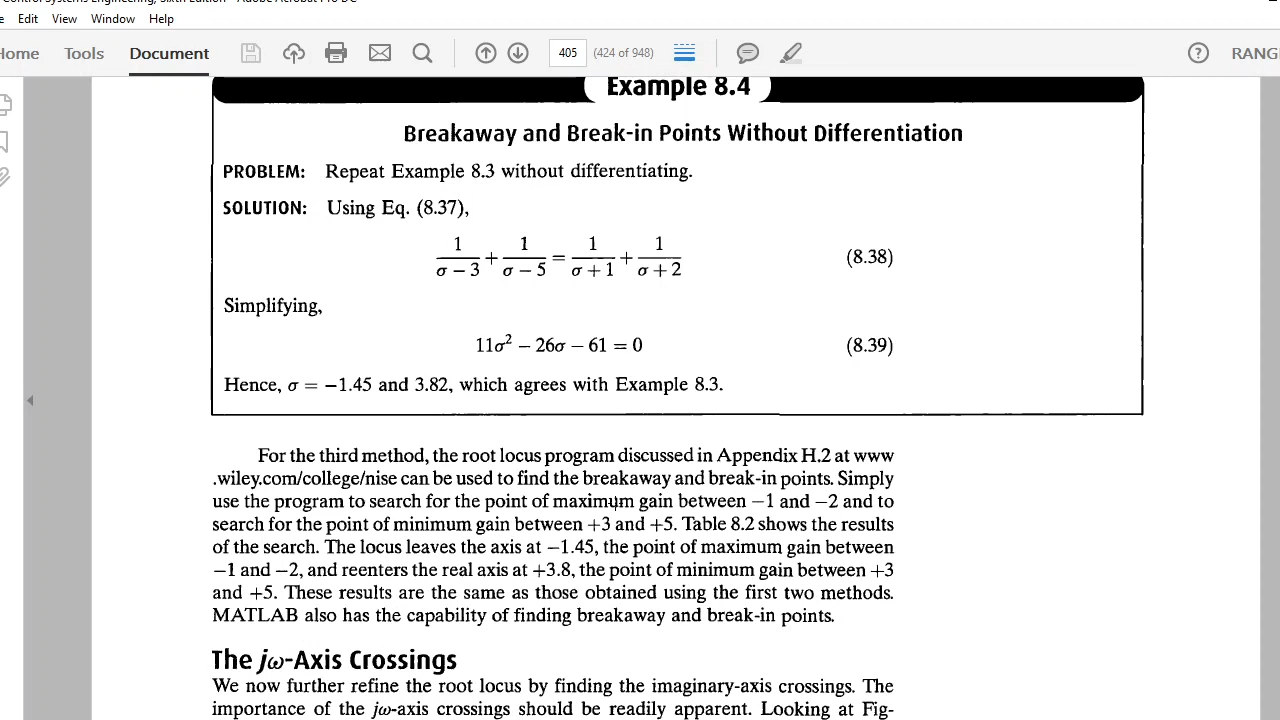 Control Systems Engineering, Sixth Edition - Adobe Acrobat Pro DC
Edit View Window Help
Home Tools Document 405 (424 of 948) RANG
Example 8.4
Breakaway and Break-in Points Without Differentiation
PROBLEM: Repeat Example 8.3 without differentiating.
SOLUTION: Using Eq. (8.37),
1/(σ − 3) + 1/(σ − 5) = 1/(σ + 1) + 1/(σ + 2) (8.38)
Simplifying,
11σ² − 26σ − 61 = 0 (8.39)
Hence, σ = −1.45 and 3.82, which agrees with Example 8.3.
For the third method, the root locus program discussed in Appendix H.2 at www
.wiley.com/college/nise can be used to find the breakaway and break-in points. Simply
use the program to search for the point of maximum gain between −1 and −2 and to
search for the point of minimum gain between +3 and +5. Table 8.2 shows the results
of the search. The locus leaves the axis at −1.45, the point of maximum gain between
−1 and −2, and reenters the real axis at +3.8, the point of minimum gain between +3
and +5. These results are the same as those obtained using the first two methods.
MATLAB also has the capability of finding breakaway and break-in points.
The jω-Axis Crossings
We now further refine the root locus by finding the imaginary-axis crossings. The
importance of the jω-axis crossings should be readily apparent. Looking at Fig-